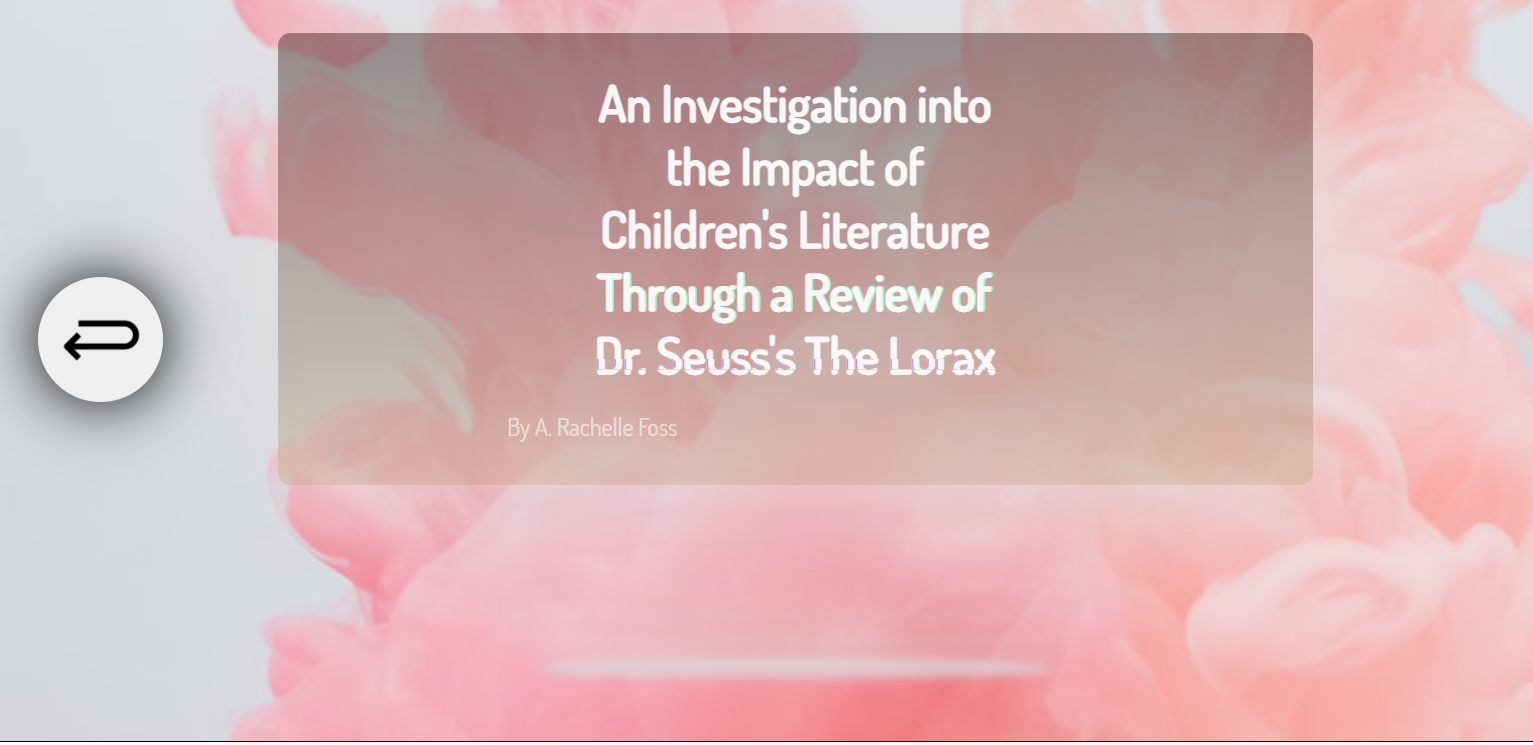 An Investigation into
the Impact of
Children's Literature
Through a Review of
Dr. Seuss's The Lorax
By A. Rachelle Foss